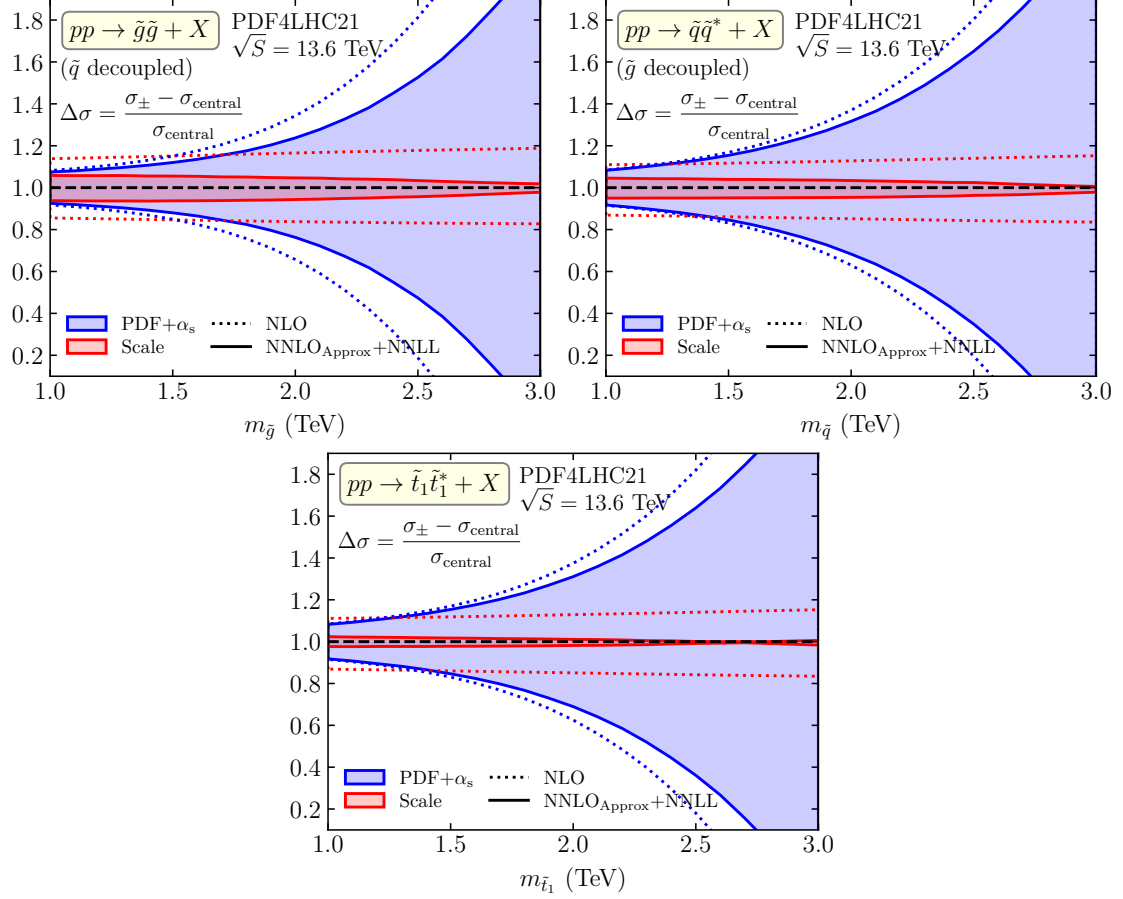 pp → g̃g̃ + X
PDF4LHC21
√S = 13.6 TeV
(q̃ decoupled)
Δσ = (σ± − σcentral) / σcentral
1.8
1.6
1.4
1.2
1.0
0.8
0.6
0.4
0.2
PDF+αs
NLO
Scale
NNLOApprox+NNLL
1.0 1.5 2.0 2.5 3.0
mg̃ (TeV)
pp → q̃q̃* + X
PDF4LHC21
√S = 13.6 TeV
(g̃ decoupled)
Δσ = (σ± − σcentral) / σcentral
1.8
1.6
1.4
1.2
1.0
0.8
0.6
0.4
0.2
PDF+αs
NLO
Scale
NNLOApprox+NNLL
1.0 1.5 2.0 2.5 3.0
mq̃ (TeV)
pp → t̃1t̃1* + X
PDF4LHC21
√S = 13.6 TeV
Δσ = (σ± − σcentral) / σcentral
1.8
1.6
1.4
1.2
1.0
0.8
0.6
0.4
0.2
PDF+αs
NLO
Scale
NNLOApprox+NNLL
1.0 1.5 2.0 2.5 3.0
mt̃1 (TeV)